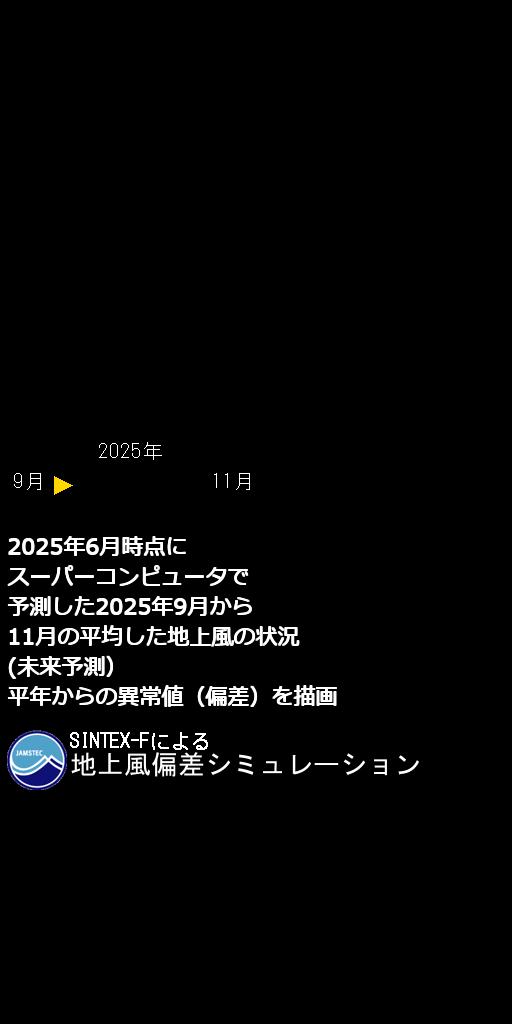 2025年
9月 11月
2025年6月時点に
スーパーコンピュータで
予測した2025年9月から
11月の平均した地上風の状況
(未来予測)
平年からの異常値（偏差）を描画
JAMSTEC
SINTEX-Fによる
地上風偏差シミュレーション